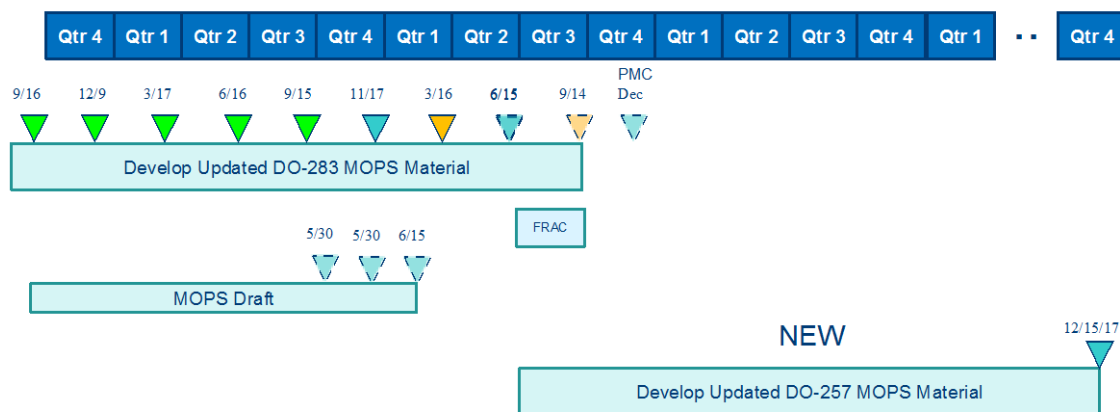 Qtr 4 Qtr 1 Qtr 2 Qtr 3 Qtr 4 Qtr 1 Qtr 2 Qtr 3 Qtr 4 Qtr 1 Qtr 2 Qtr 3 Qtr 4 Qtr 1 .. Qtr 4
PMC
9/16 12/9 3/17 6/16 9/15 11/17 3/16 6/15 9/14 Dec
Develop Updated DO-283 MOPS Material
FRAC
5/30 5/30 6/15
MOPS Draft
NEW
12/15/17
Develop Updated DO-257 MOPS Material